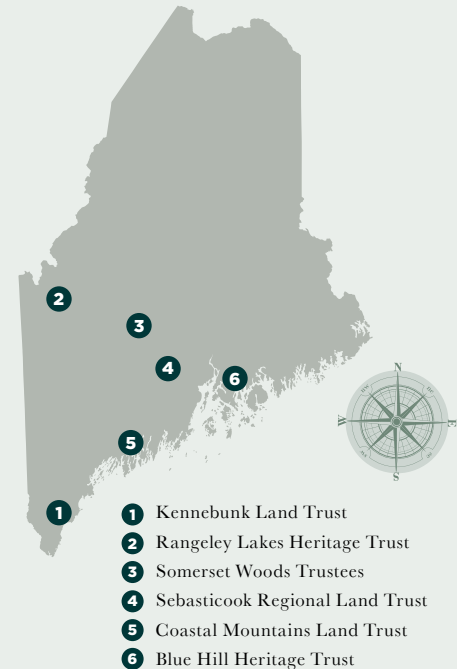 2
3
4
6
5
1
N
W
E
S
1 Kennebunk Land Trust
2 Rangeley Lakes Heritage Trust
3 Somerset Woods Trustees
4 Sebasticook Regional Land Trust
5 Coastal Mountains Land Trust
6 Blue Hill Heritage Trust